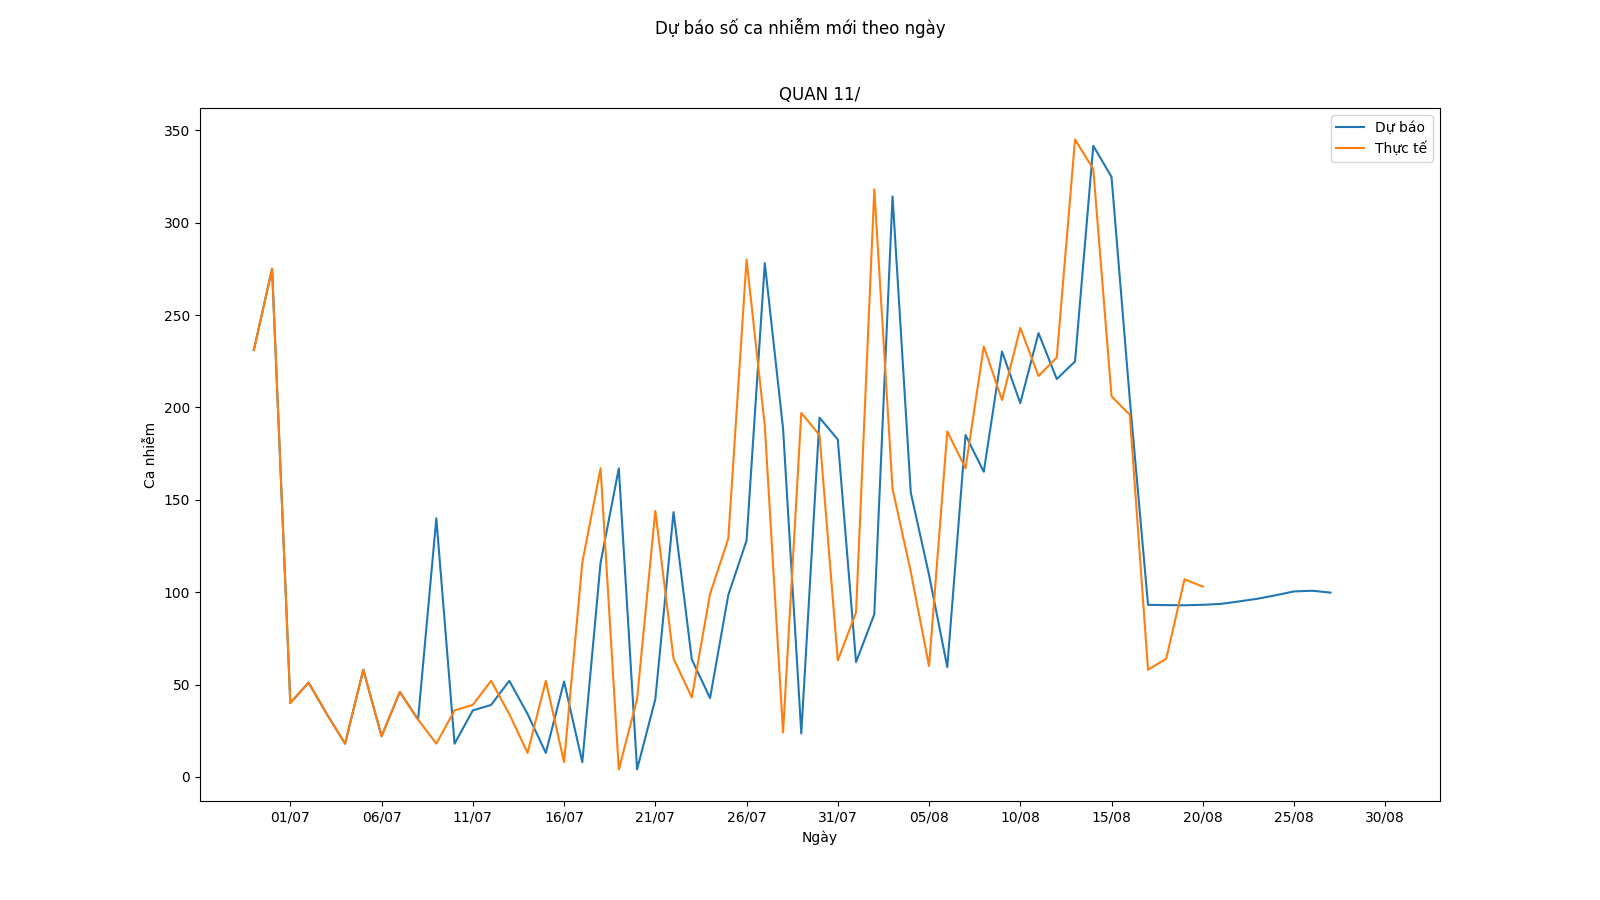 Dự báo số ca nhiễm mới theo ngày
QUAN 11/
Dự báo
Thực tế
350
300
250
200
150
100
50
0
Ca nhiễm
01/07 06/07 11/07 16/07 21/07 26/07 31/07 05/08 10/08 15/08 20/08 25/08 30/08
Ngày